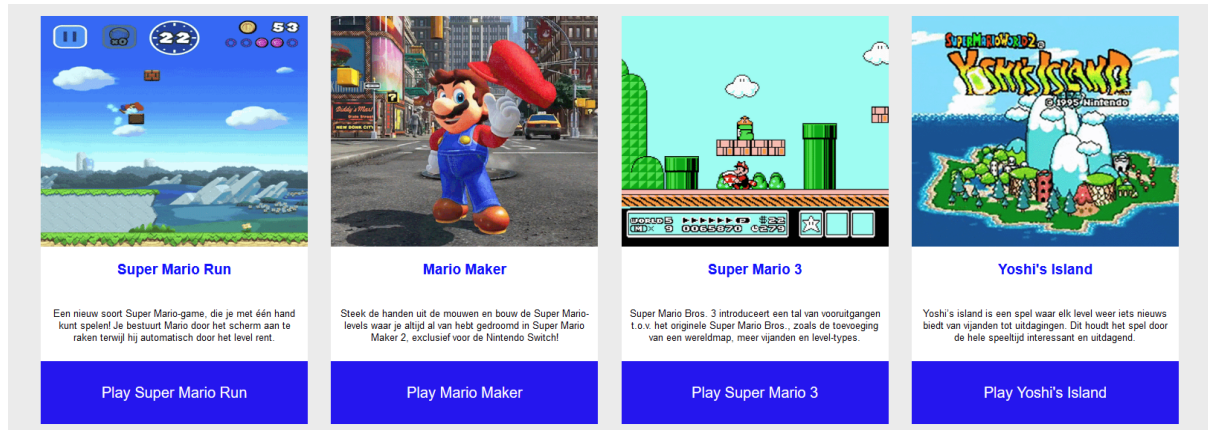 22
53
SUPER MARIO WORLD 2
YOSHI'S ISLAND
© 1995 Nintendo
NEW DONK CITY
WORLD 5
P
$22
9
0065870
279
Super Mario Run
Een nieuw soort Super Mario-game, die je met één hand
kunt spelen! Je bestuurt Mario door het scherm aan te
raken terwijl hij automatisch door het level rent.
Play Super Mario Run
Mario Maker
Steek de handen uit de mouwen en bouw de Super Mario-
levels waar je altijd al van hebt gedroomd in Super Mario
Maker 2, exclusief voor de Nintendo Switch!
Play Mario Maker
Super Mario 3
Super Mario Bros. 3 introduceert een tal van vooruitgangen
t.o.v. het originele Super Mario Bros., zoals de toevoeging
van een wereldmap, meer vijanden en level-types.
Play Super Mario 3
Yoshi's Island
Yoshi's island is een spel waar elk level weer iets nieuws
biedt van vijanden tot uitdagingen. Dit houdt het spel door
de hele speeltijd interessant en uitdagend.
Play Yoshi's Island